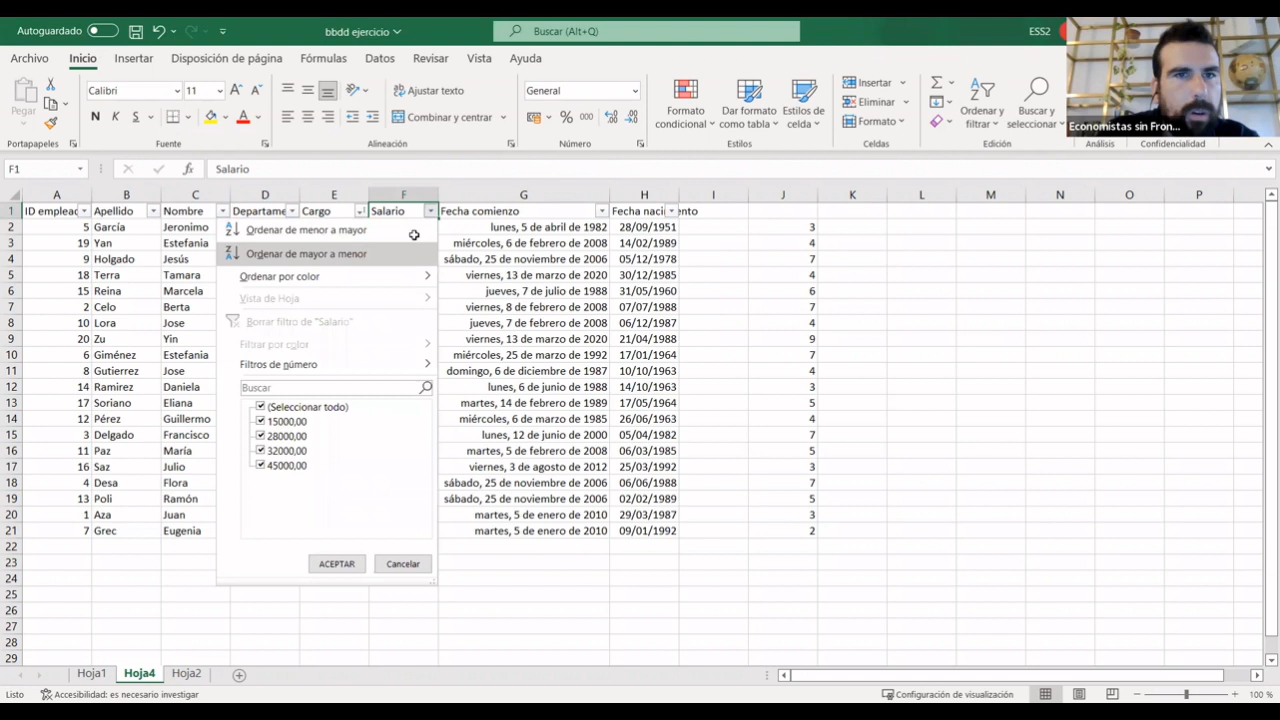 Autoguardado
bbdd ejercicio
Buscar (Alt+Q)
ESS2
Archivo Inicio Insertar Disposición de página Fórmulas Datos Revisar Vista Ayuda
Pegar
Calibri 11
N K S
Ajustar texto
Combinar y centrar
General
% 000
Formato condicional
Dar formato como tabla
Estilos de celda
Insertar
Eliminar
Formato
Ordenar y filtrar
Buscar y seleccionar
Economistas sin Fron...
Portapapeles Fuente Alineación Número Estilos Celdas Edición Análisis Confidencialidad
F1 fx Salario
A B C D E F G H I J K L M N O P
1 ID emplead Apellido Nombre Departame Cargo Salario Fecha comienzo Fecha naci ento
2 5 García Jeronimo lunes, 5 de abril de 1982 28/09/1951 3
3 19 Yan Estefania miércoles, 6 de febrero de 2008 14/02/1989 4
4 9 Holgado Jesús sábado, 25 de noviembre de 2006 05/12/1978 7
5 18 Terra Tamara viernes, 13 de marzo de 2020 30/12/1985 4
6 15 Reina Marcela jueves, 7 de julio de 1988 31/05/1960 6
7 2 Celo Berta viernes, 8 de febrero de 2008 07/07/1988 7
8 10 Lora Jose jueves, 7 de febrero de 2008 06/12/1987 4
9 20 Zu Yin viernes, 13 de marzo de 2020 21/04/1988 9
10 6 Giménez Estefania miércoles, 25 de marzo de 1992 17/01/1964 7
11 8 Gutierrez Jose domingo, 6 de diciembre de 1987 10/10/1963 4
12 14 Ramirez Daniela lunes, 6 de junio de 1988 14/10/1963 3
13 17 Soriano Eliana martes, 14 de febrero de 1989 17/05/1964 5
14 12 Pérez Guillermo miércoles, 6 de marzo de 1985 26/06/1963 4
15 3 Delgado Francisco lunes, 12 de junio de 2000 05/04/1982 7
16 11 Paz María martes, 5 de febrero de 2008 06/03/1985 5
17 16 Saz Julio viernes, 3 de agosto de 2012 25/03/1992 3
18 4 Desa Flora sábado, 25 de noviembre de 2006 06/06/1988 7
19 13 Poli Ramón sábado, 25 de noviembre de 2006 02/02/1989 5
20 1 Aza Juan martes, 5 de enero de 2010 29/03/1987 3
21 7 Grec Eugenia martes, 5 de enero de 2010 09/01/1992 2
22
23
24
25
26
27
28
29
Ordenar de menor a mayor
Ordenar de mayor a menor
Ordenar por color
Vista de Hoja
Borrar filtro de "Salario"
Filtrar por color
Filtros de número
Buscar
(Seleccionar todo)
15000,00
28000,00
32000,00
45000,00
ACEPTAR Cancelar
Hoja1 Hoja4 Hoja2
Listo Accesibilidad: es necesario investigar Configuración de visualización 100 %